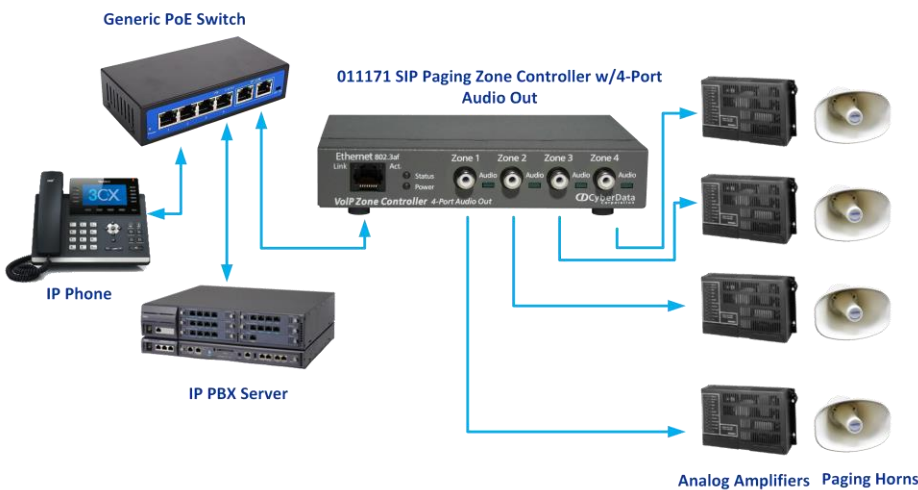 Generic PoE Switch
011171 SIP Paging Zone Controller w/4-Port
Audio Out
Ethernet 802.3af
Link
Act.
Status
Power
Zone 1
Zone 2
Zone 3
Zone 4
Audio
Audio
Audio
Audio
VoIP Zone Controller 4-Port Audio Out
CyberData
Corporation
3CX
IP Phone
IP PBX Server
Analog Amplifiers
Paging Horns